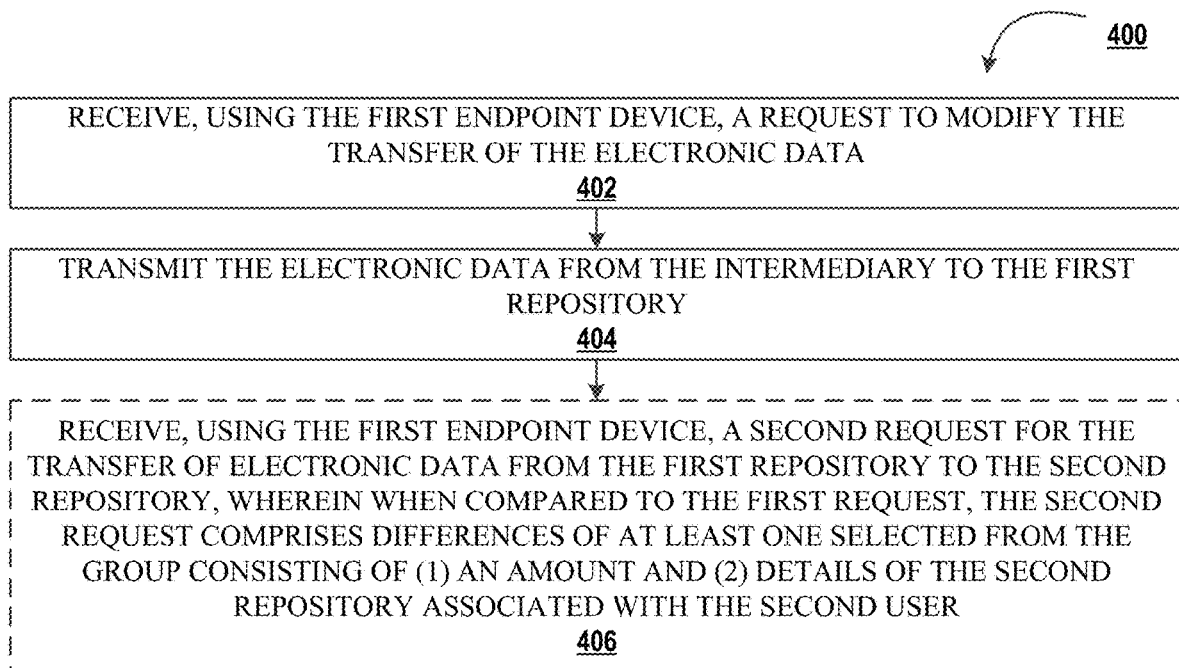 400
RECEIVE, USING THE FIRST ENDPOINT DEVICE, A REQUEST TO MODIFY THE
TRANSFER OF THE ELECTRONIC DATA
402
TRANSMIT THE ELECTRONIC DATA FROM THE INTERMEDIARY TO THE FIRST
REPOSITORY
404
RECEIVE, USING THE FIRST ENDPOINT DEVICE, A SECOND REQUEST FOR THE
TRANSFER OF ELECTRONIC DATA FROM THE FIRST REPOSITORY TO THE SECOND
REPOSITORY, WHEREIN WHEN COMPARED TO THE FIRST REQUEST, THE SECOND
REQUEST COMPRISES DIFFERENCES OF AT LEAST ONE SELECTED FROM THE
GROUP CONSISTING OF (1) AN AMOUNT AND (2) DETAILS OF THE SECOND
REPOSITORY ASSOCIATED WITH THE SECOND USER
406